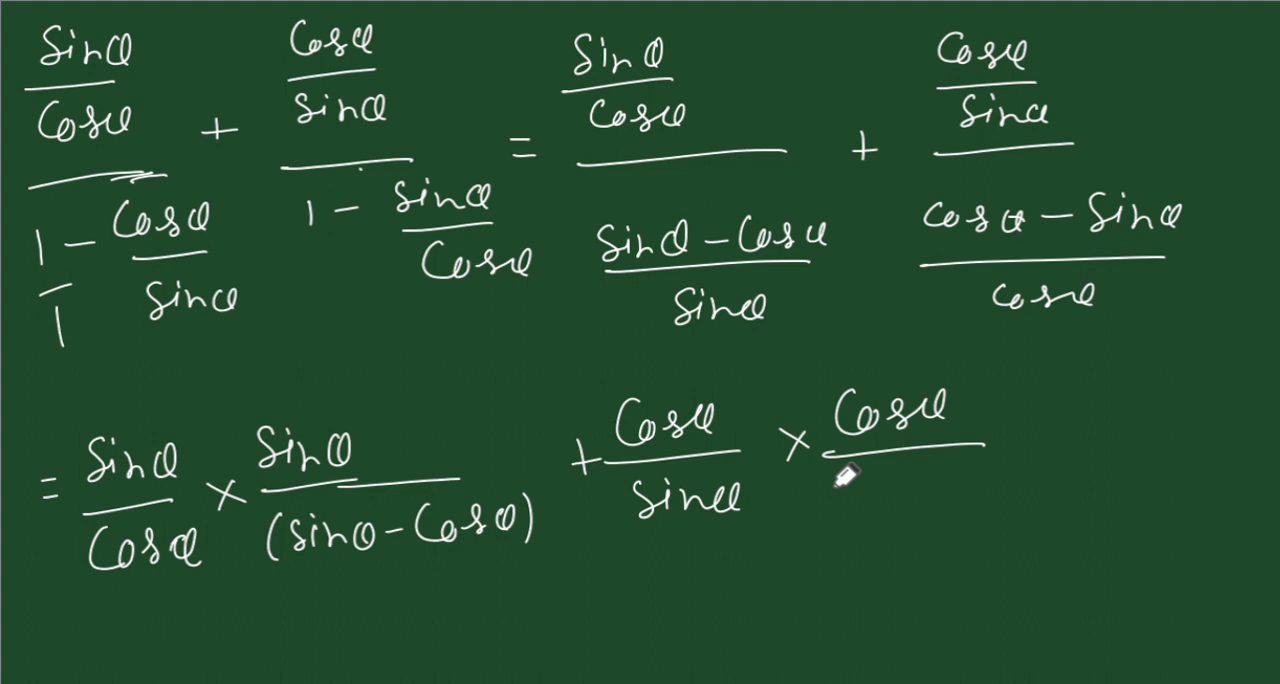 sinθ/cosθ / (1/1 - cosθ/sinθ) + cosθ/sinθ / (1 - sinθ/cosθ) = sinθ/cosθ / ((sinθ - cosθ)/sinθ) + cosθ/sinθ / ((cosθ - sinθ)/cosθ)
= sinθ/cosθ × sinθ/(sinθ - cosθ) + cosθ/sinθ × cosθ/